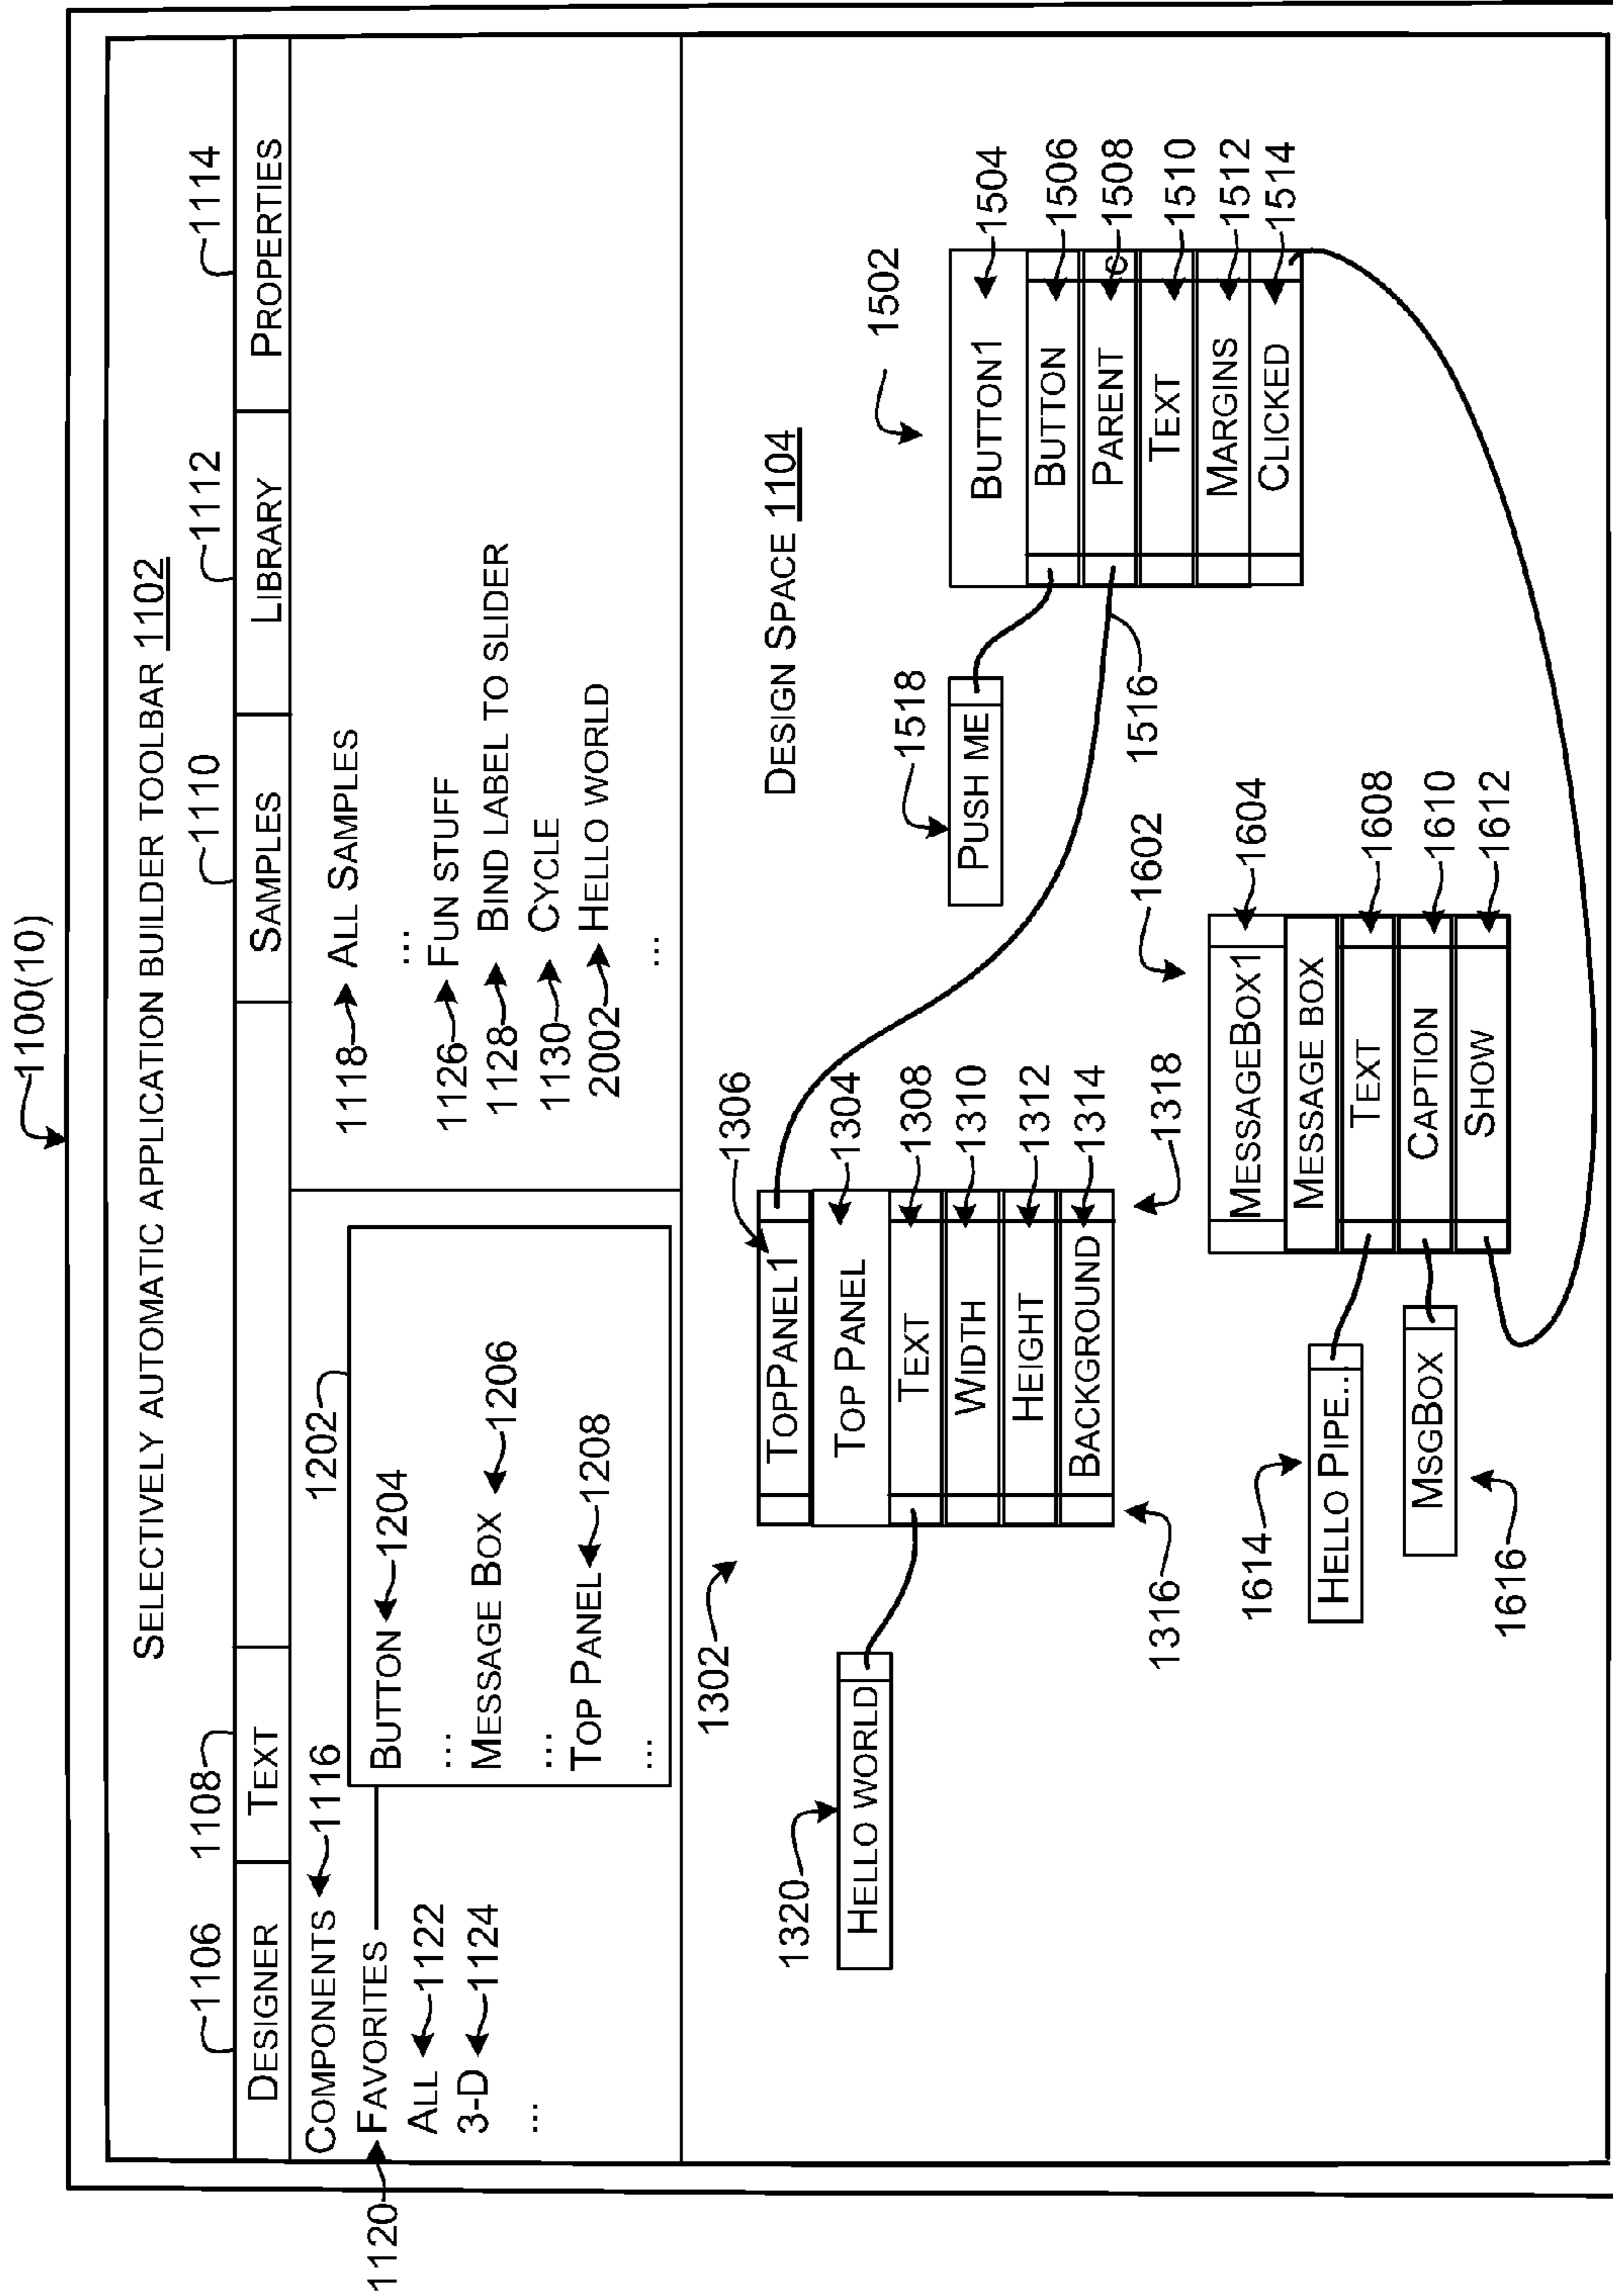 1100(10)
SELECTIVELY AUTOMATIC APPLICATION BUILDER TOOLBAR 1102
1106
1108
1110
1112
1114
DESIGNER
TEXT
SAMPLES
LIBRARY
PROPERTIES
COMPONENTS 1116
1120
FAVORITES
ALL 1122
3-D 1124
...
1202
BUTTON 1204
...
MESSAGE BOX 1206
...
TOP PANEL 1208
...
1118 ALL SAMPLES
...
1126 FUN STUFF
1128 BIND LABEL TO SLIDER
1130 CYCLE
2002 HELLO WORLD
...
DESIGN SPACE 1104
1302
1320
HELLO WORLD
1306
TOPPANEL1
TOP PANEL 1304
TEXT 1308
WIDTH 1310
HEIGHT 1312
BACKGROUND 1314
1316
1318
1518
PUSH ME
1516
1502
BUTTON1 1504
BUTTON 1506
PARENT C 1508
TEXT 1510
MARGINS 1512
CLICKED 1514
1602
MESSAGEBOX1 1604
MESSAGE BOX
TEXT 1608
CAPTION 1610
SHOW 1612
1614
HELLO PIPE...
MSGBOX
1616